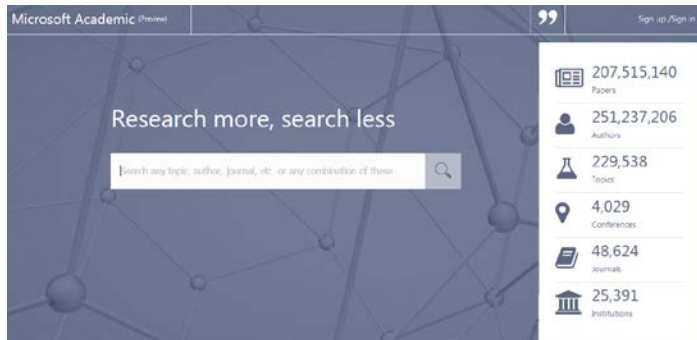 Microsoft Academic (Preview)
Sign up /Sign in
Research more, search less
Search any topic, author, journal, etc. or any combination of these
207,515,140
Papers
251,237,206
Authors
229,538
Topics
4,029
Conferences
48,624
Journals
25,391
Institutions